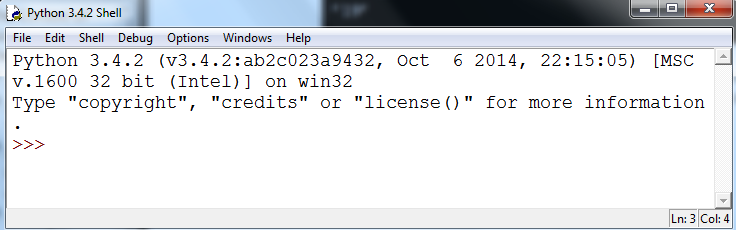 Python 3.4.2 Shell
File Edit Shell Debug Options Windows Help
Python 3.4.2 (v3.4.2:ab2c023a9432, Oct  6 2014, 22:15:05) [MSC
v.1600 32 bit (Intel)] on win32
Type "copyright", "credits" or "license()" for more information
.
>>>
Ln: 3 Col: 4